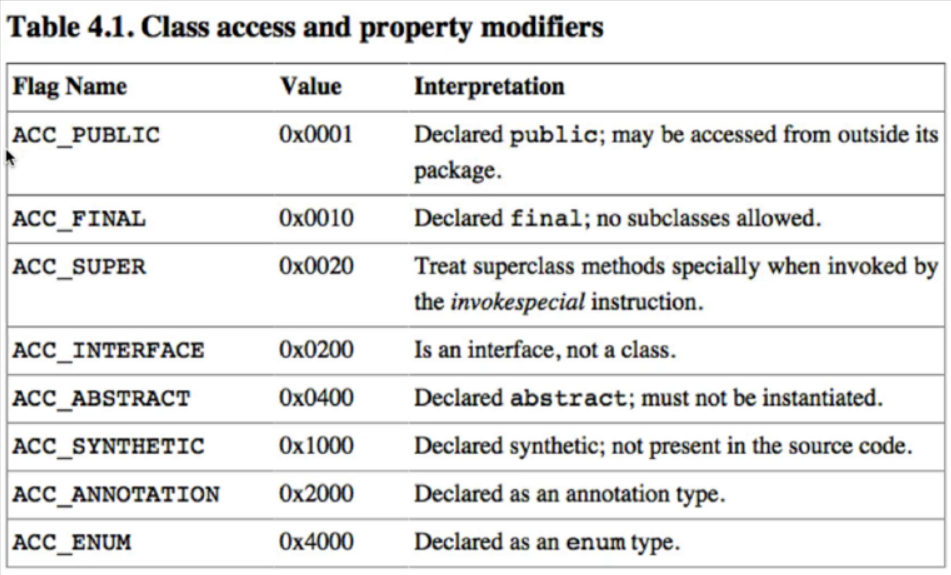 Table 4.1. Class access and property modifiers
Flag Name Value Interpretation
ACC_PUBLIC 0x0001 Declared public; may be accessed from outside its
package.
ACC_FINAL 0x0010 Declared final; no subclasses allowed.
ACC_SUPER 0x0020 Treat superclass methods specially when invoked by
the invokespecial instruction.
ACC_INTERFACE 0x0200 Is an interface, not a class.
ACC_ABSTRACT 0x0400 Declared abstract; must not be instantiated.
ACC_SYNTHETIC 0x1000 Declared synthetic; not present in the source code.
ACC_ANNOTATION 0x2000 Declared as an annotation type.
ACC_ENUM 0x4000 Declared as an enum type.